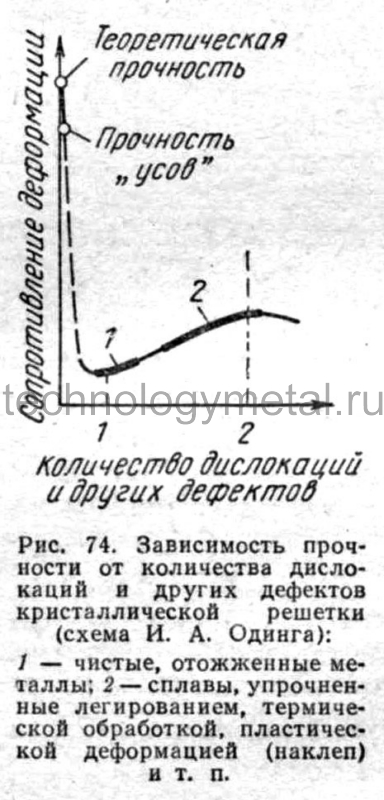 Сопротивление деформации
Теоретическая
прочность
Прочность
„усов”
1
2
technologymetal.ru
1
2
Количество дислокаций
и других дефектов
Рис. 74. Зависимость проч-
ности от количества дисло-
каций и других дефектов
кристаллической решетки
(схема И. А. Одинга):
1 — чистые, отожженные ме-
таллы; 2 — сплавы, упрочнен-
ные легированием, термиче-
ской обработкой, пластиче-
ской деформацией (наклеп)
и т. п.